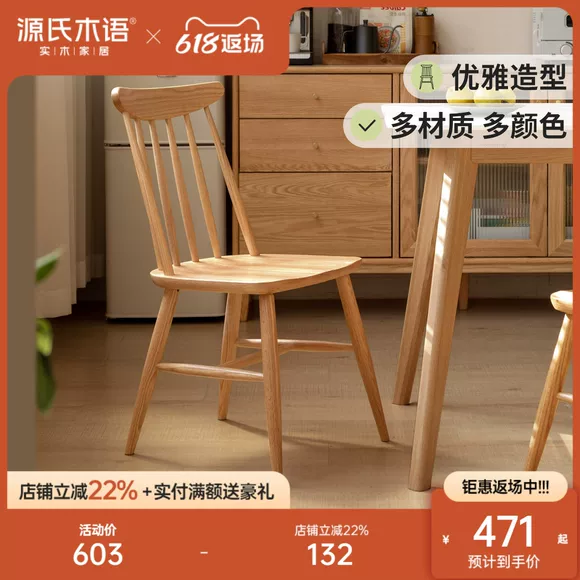 源氏木语®
实|木|家|居
×
618返场
优雅造型
多材质 多颜色
店铺立减22%+实付满额送豪礼
钜惠返场中!!!
活动价
603
-
店铺立减22%
132
¥ 471 起
预计到手价